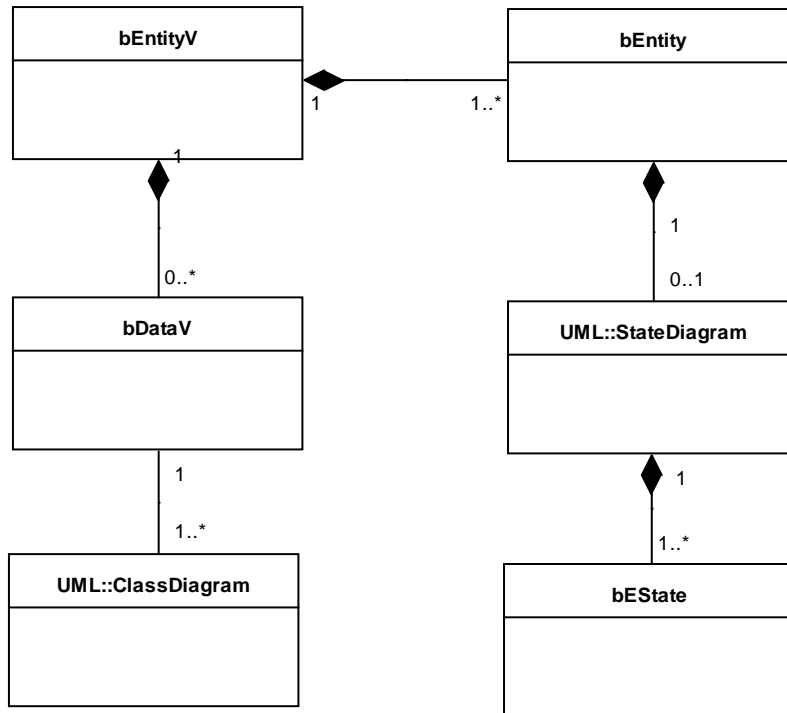 bEntityV
bEntity
1
1..*
1
1
0..*
0..1
bDataV
UML::StateDiagram
1
1
1..*
1..*
UML::ClassDiagram
bEState